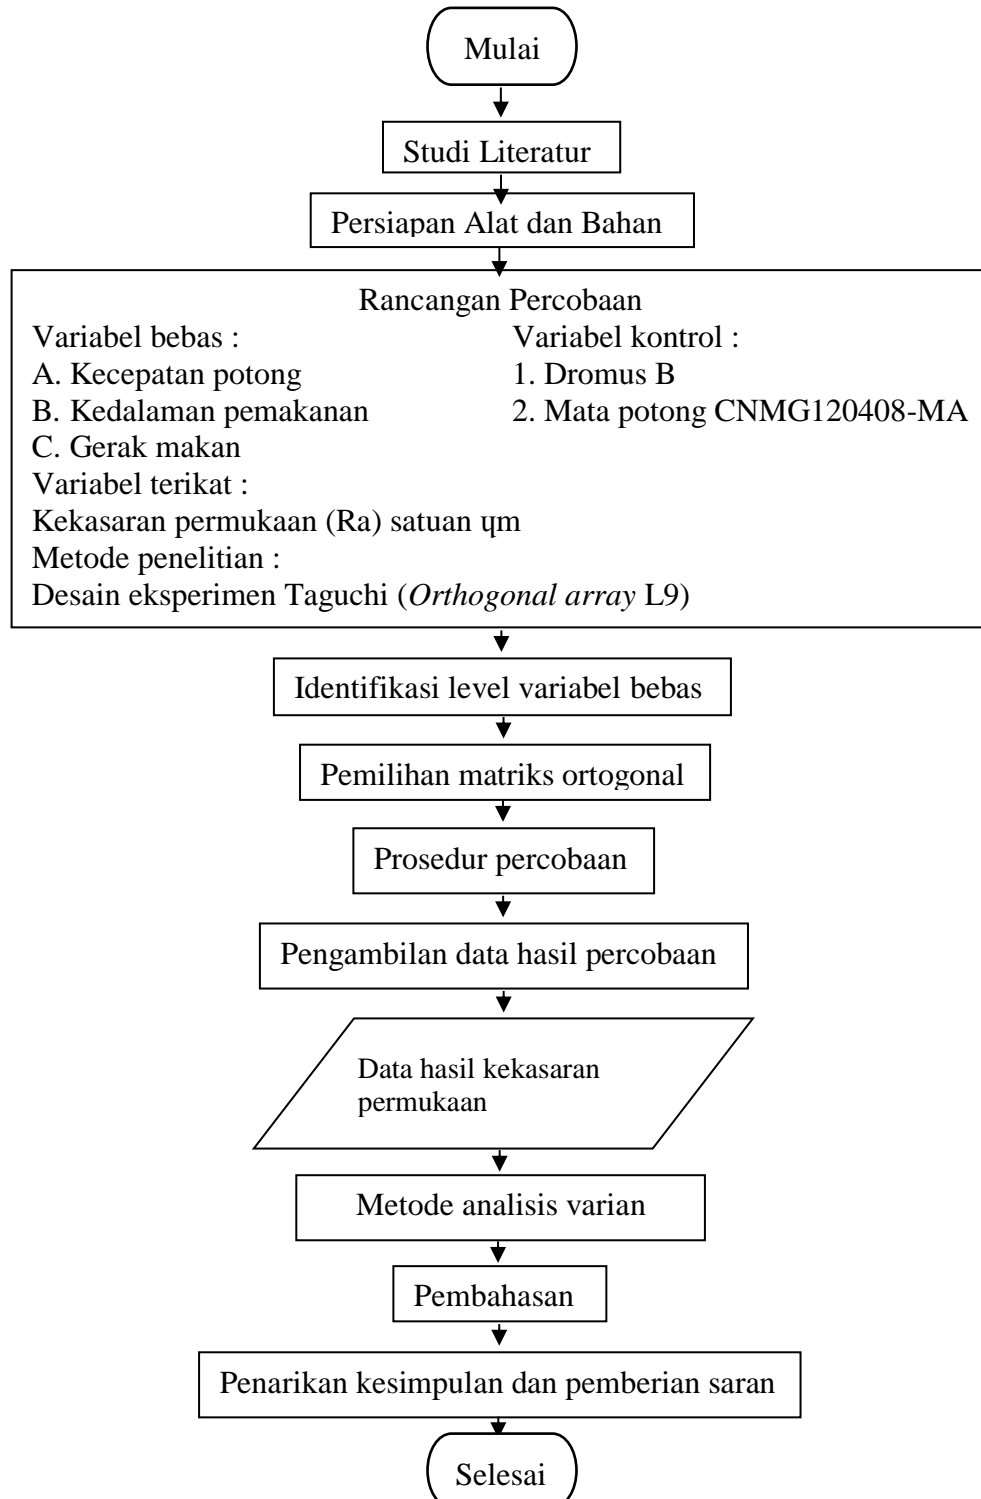 Mulai
Studi Literatur
Persiapan Alat dan Bahan
Rancangan Percobaan
Variabel bebas :
A. Kecepatan potong
B. Kedalaman pemakanan
C. Gerak makan
Variabel terikat :
Kekasaran permukaan (Ra) satuan ɥm
Metode penelitian :
Desain eksperimen Taguchi (Orthogonal array L9)
Variabel kontrol :
1. Dromus B
2. Mata potong CNMG120408-MA
Identifikasi level variabel bebas
Pemilihan matriks ortogonal
Prosedur percobaan
Pengambilan data hasil percobaan
Data hasil kekasaran
permukaan
Metode analisis varian
Pembahasan
Penarikan kesimpulan dan pemberian saran
Selesai